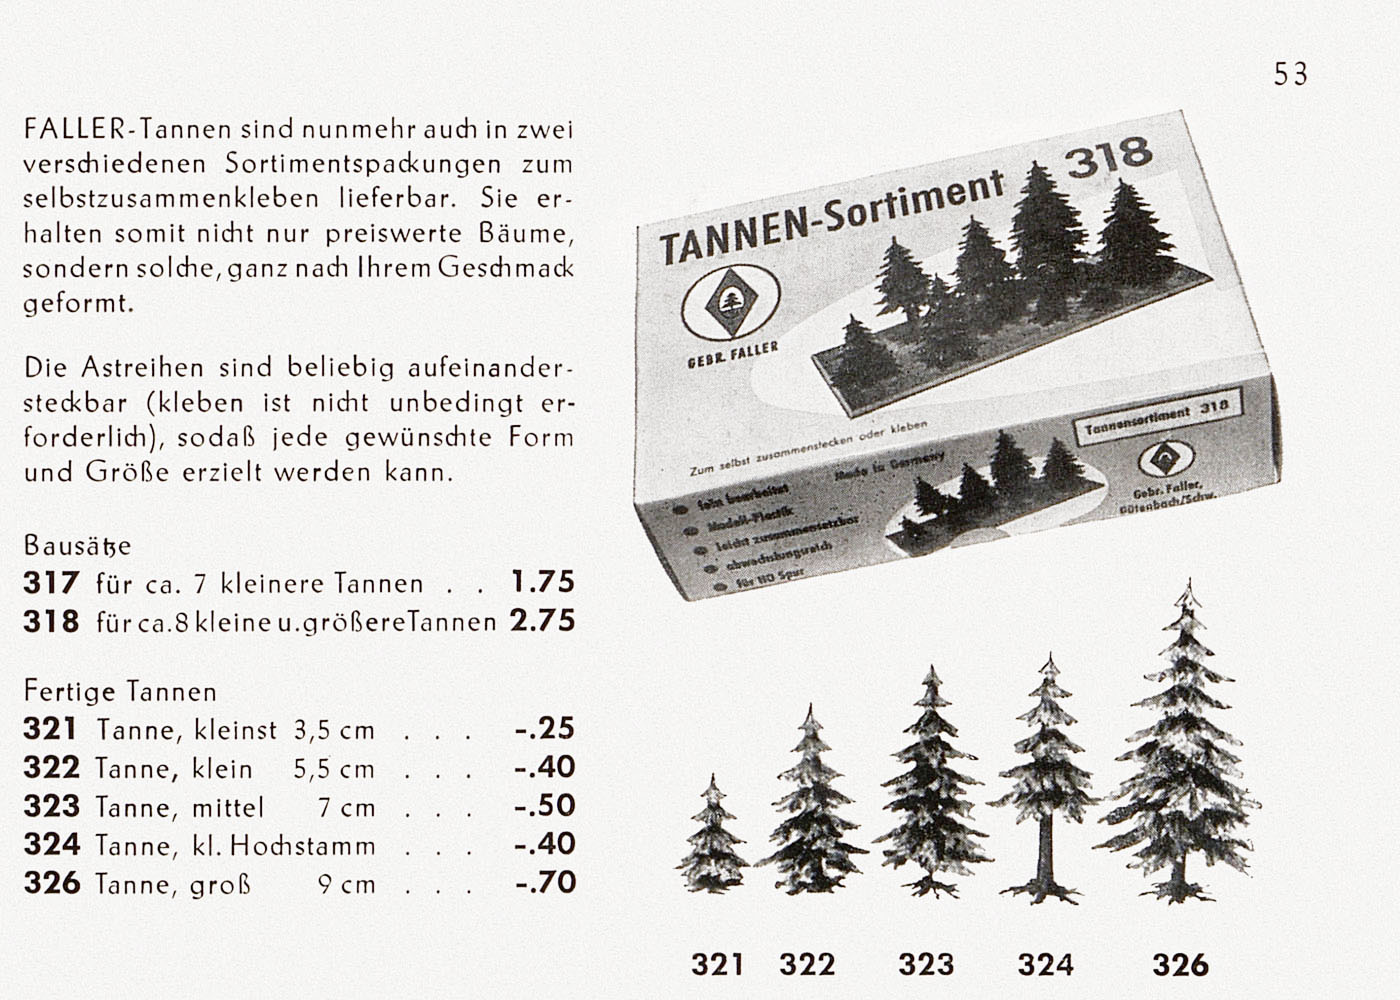 53
FALLER-Tannen sind nunmehr auch in zwei
verschiedenen Sortimentspackungen zum
selbstzusammenkleben lieferbar. Sie er-
halten somit nicht nur preiswerte Bäume,
sondern solche, ganz nach Ihrem Geschmack
geformt.
Die Astreihen sind beliebig aufeinander-
steckbar (kleben ist nicht unbedingt er-
forderlich), sodaß jede gewünschte Form
und Größe erzielt werden kann.
Bausätze
317 für ca. 7 kleinere Tannen . . 1.75
318 für ca. 8 kleine u. größere Tannen 2.75
Fertige Tannen
321 Tanne, kleinst 3,5 cm . . . -.25
322 Tanne, klein 5,5 cm . . . -.40
323 Tanne, mittel 7 cm . . . -.50
324 Tanne, kl. Hochstamm . . . -.40
326 Tanne, groß 9 cm . . . -.70
TANNEN-Sortiment 318
GEBR. FALLER
Zum selbst zusammenstecken oder kleben
Made in Germany
Tannensortiment 318
fein bearbeitet
Modell-Plastik
leicht zusammensetzbar
abwechslungsreich
für HO Spur
Gebr. Faller,
Gütenbach/Schw.
321 322 323 324 326